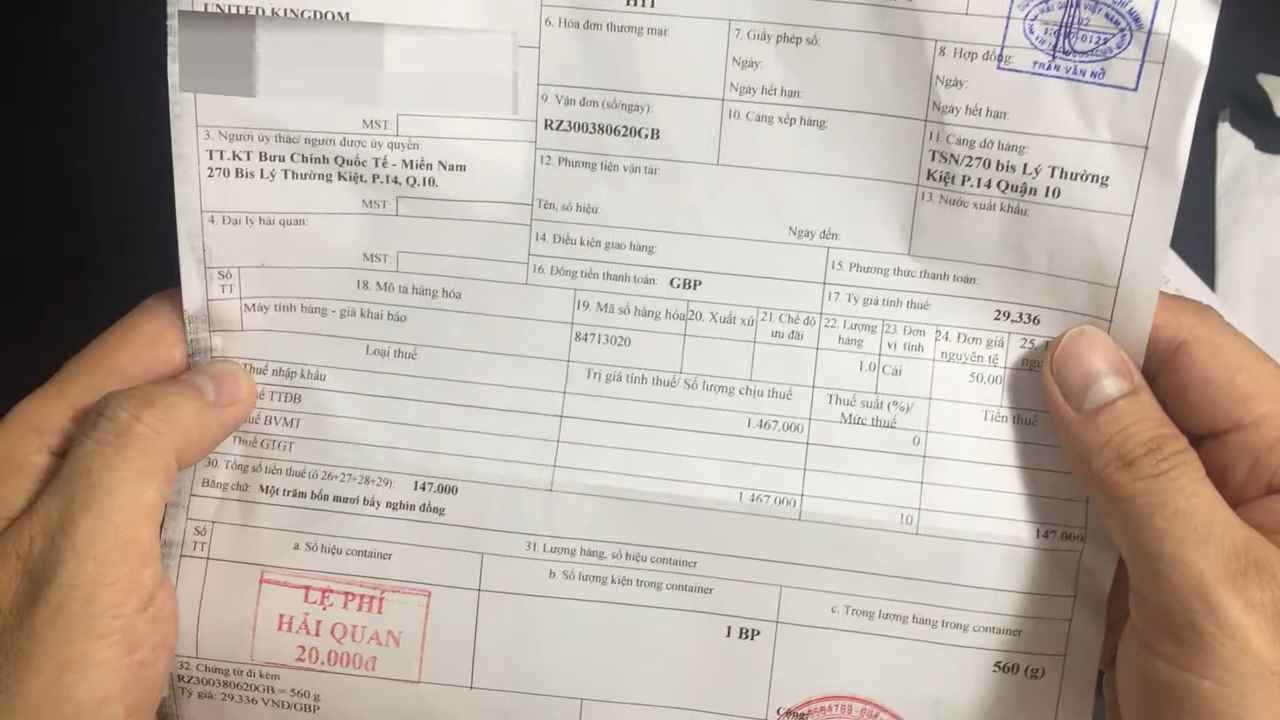 UNITED KINGDOM
H11
6. Hóa đơn thương mại:
7. Giấy phép số:
Ngày:
Ngày hết hạn:
8. Hợp đồng:
Ngày:
Ngày hết hạn:
TRẦN VĂN NỞ
MST:
9. Vận đơn (số/ngày):
RZ300380620GB
10. Cảng xếp hàng:
11. Cảng dỡ hàng:
TSN/270 bis Lý Thường
Kiệt P.14 Quận 10
3. Người ủy thác/ người được ủy quyền:
TT.KT Bưu Chính Quốc Tế - Miền Nam
270 Bis Lý Thường Kiệt, P.14, Q.10.
MST:
12. Phương tiện vận tải:
Tên, số hiệu:
Ngày đến:
13. Nước xuất khẩu:
4. Đại lý hải quan:
MST:
14. Điều kiện giao hàng:
15. Phương thức thanh toán:
16. Đồng tiền thanh toán: GBP
17. Tỷ giá tính thuế: 29,336
Số TT
18. Mô tả hàng hóa
19. Mã số hàng hóa
20. Xuất xứ
21. Chế độ ưu đãi
22. Lượng hàng
23. Đơn vị tính
24. Đơn giá nguyên tệ
25.
Máy tính bảng - giá khai báo
84713020
1.0 Cái
50.00
Loại thuế
Trị giá tính thuế/ Số lượng chịu thuế
Thuế suất (%)/ Mức thuế
Tiền thuế
Thuế nhập khẩu
1.467.000
0
TTĐB
BVMT
Thuế GTGT
1.467.000
10
147.000
30. Tổng số tiền thuế (ô 26+27+28+29): 147.000
Bằng chữ: Một trăm bốn mươi bảy nghìn đồng
31. Lượng hàng, số hiệu container
Số TT
a. Số hiệu container
b. Số lượng kiện trong container
c. Trọng lượng hàng trong container
1 BP
560 (g)
LỆ PHÍ
HẢI QUAN
20.000đ
32. Chứng từ đi kèm
RZ300380620GB = 560 g
Tỷ giá: 29.336 VNĐ/GBP